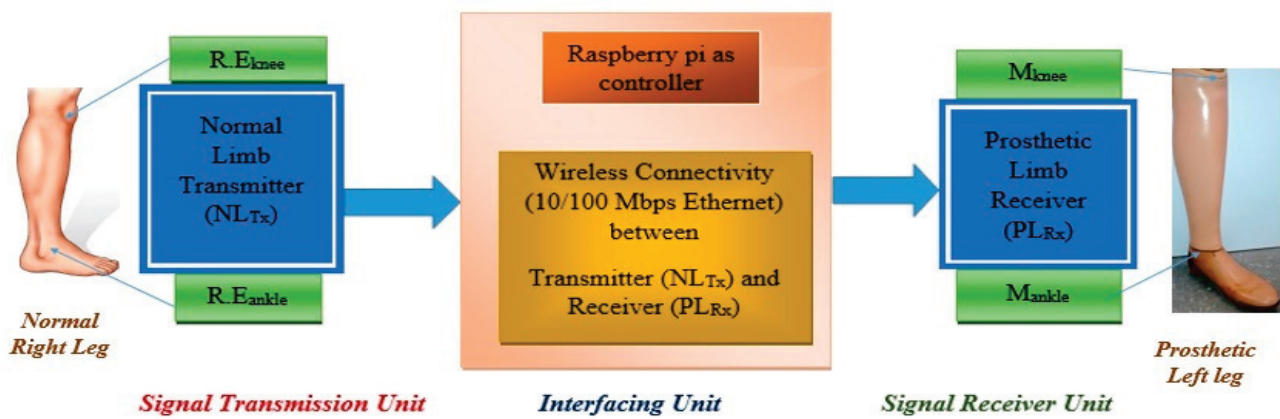 R.Eknee
Normal
Limb
Transmitter
(NLTx)
R.Eankle
Normal
Right Leg
Signal Transmission Unit
Raspberry pi as
controller
Wireless Connectivity
(10/100 Mbps Ethernet)
between
Transmitter (NLTx) and
Receiver (PLRx)
Interfacing Unit
Mknee
Prosthetic
Limb
Receiver
(PLRx)
Mankle
Prosthetic
Left leg
Signal Receiver Unit